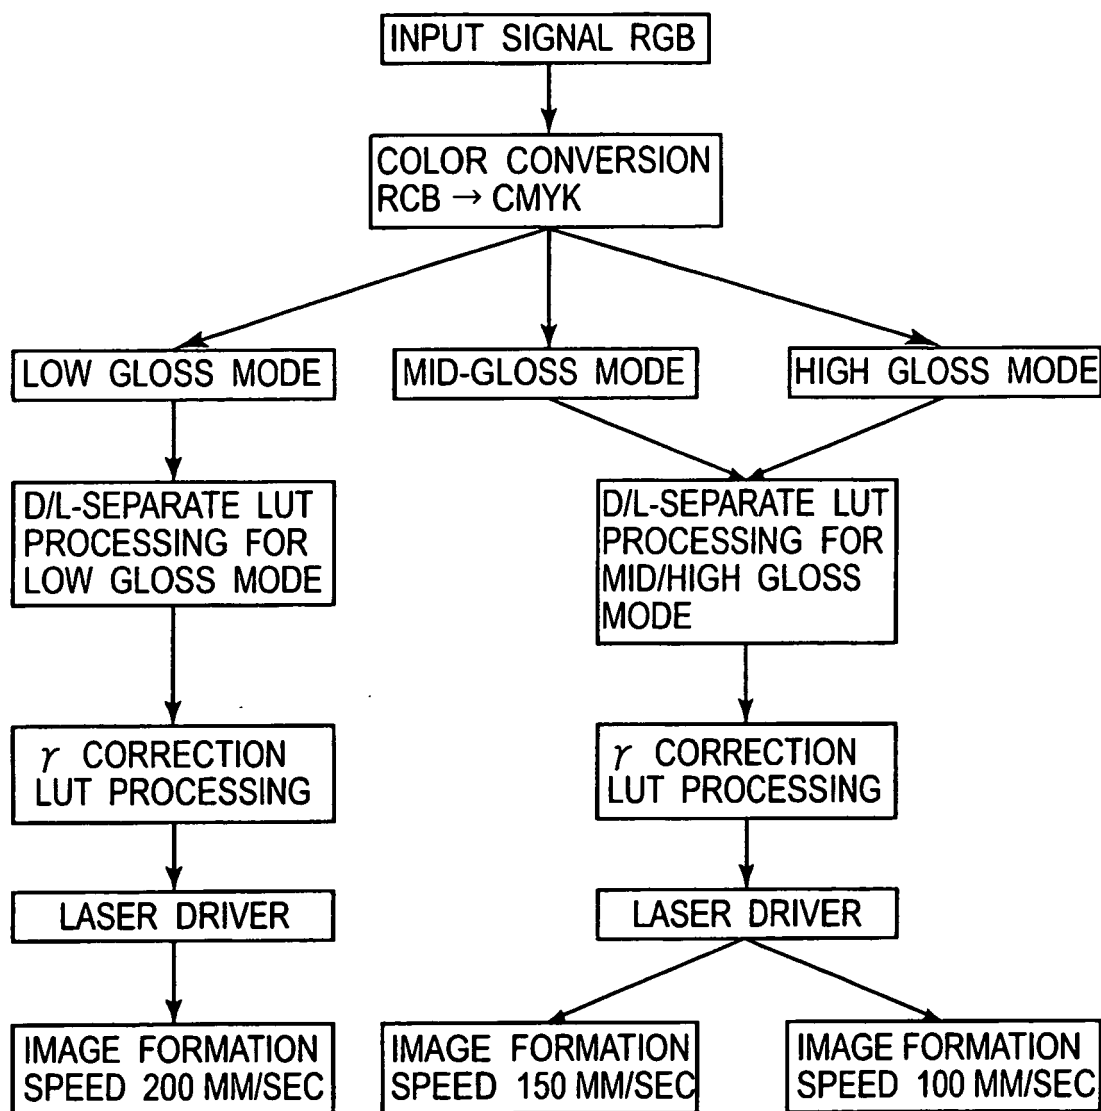 INPUT SIGNAL RGB
COLOR CONVERSION
RCB → CMYK
LOW GLOSS MODE
MID-GLOSS MODE
HIGH GLOSS MODE
D/L-SEPARATE LUT
PROCESSING FOR
LOW GLOSS MODE
D/L-SEPARATE LUT
PROCESSING FOR
MID/HIGH GLOSS
MODE
γ CORRECTION
LUT PROCESSING
γ CORRECTION
LUT PROCESSING
LASER DRIVER
LASER DRIVER
IMAGE FORMATION
SPEED 200 MM/SEC
IMAGE FORMATION
SPEED 150 MM/SEC
IMAGE FORMATION
SPEED 100 MM/SEC